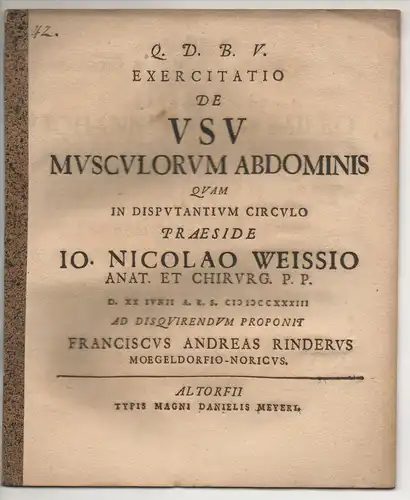 42.
Q. D. B. V.
EXERCITATIO
DE
VSV
MVSCVLORVM ABDOMINIS
QVAM
IN DISPVTANTIVM CIRCVLO
PRAESIDE
IO. NICOLAO WEISSIO
ANAT. ET CHIRVRG. P. P.
D. XX IVNII A. R. S. CIↃIↃCCXXXIII
AD DISQVIRENDVM PROPONIT
FRANCISCVS ANDREAS RINDERVS
MOEGELDORFIO-NORICVS.
ALTORFII
TYPIS MAGNI DANIELIS MEYERI.